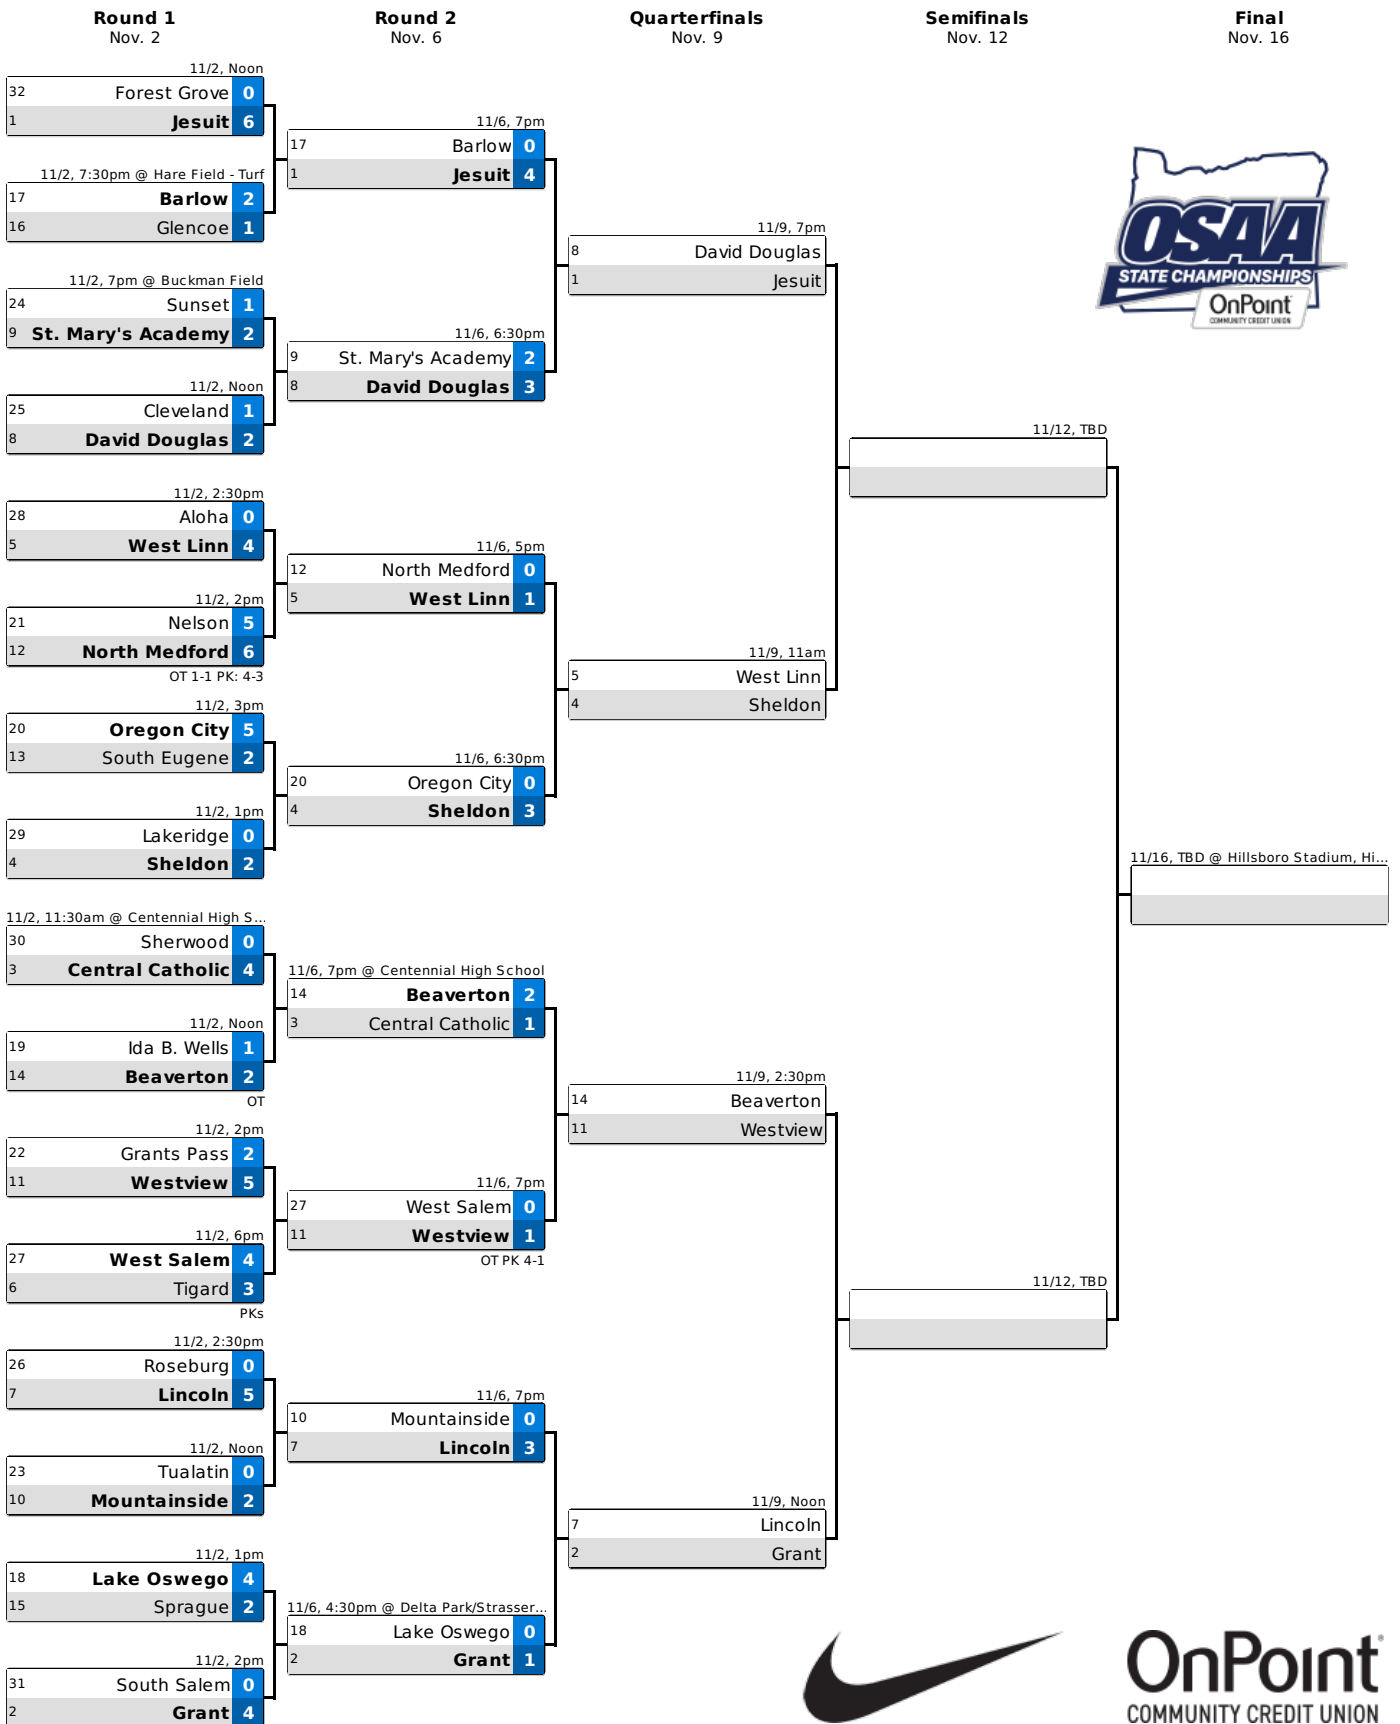 Round 1
Nov. 2
Round 2
Nov. 6
Quarterfinals
Nov. 9
Semifinals
Nov. 12
Final
Nov. 16
11/2, Noon
32 Forest Grove 0
1 Jesuit 6
11/2, 7:30pm @ Hare Field - Turf
17 Barlow 2
16 Glencoe 1
11/2, 7pm @ Buckman Field
24 Sunset 1
9 St. Mary's Academy 2
11/2, Noon
25 Cleveland 1
8 David Douglas 2
11/2, 2:30pm
28 Aloha 0
5 West Linn 4
11/2, 2pm
21 Nelson 5
12 North Medford 6
OT 1-1 PK: 4-3
11/2, 3pm
20 Oregon City 5
13 South Eugene 2
11/2, 1pm
29 Lakeridge 0
4 Sheldon 2
11/2, 11:30am @ Centennial High S...
30 Sherwood 0
3 Central Catholic 4
11/2, Noon
19 Ida B. Wells 1
14 Beaverton 2
OT
11/2, 2pm
22 Grants Pass 2
11 Westview 5
11/2, 6pm
27 West Salem 4
6 Tigard 3
PKs
11/2, 2:30pm
26 Roseburg 0
7 Lincoln 5
11/2, Noon
23 Tualatin 0
10 Mountainside 2
11/2, 1pm
18 Lake Oswego 4
15 Sprague 2
11/2, 2pm
31 South Salem 0
2 Grant 4
11/6, 7pm
17 Barlow 0
1 Jesuit 4
11/6, 6:30pm
9 St. Mary's Academy 2
8 David Douglas 3
11/6, 5pm
12 North Medford 0
5 West Linn 1
11/6, 6:30pm
20 Oregon City 0
4 Sheldon 3
11/6, 7pm @ Centennial High School
14 Beaverton 2
3 Central Catholic 1
11/6, 7pm
27 West Salem 0
11 Westview 1
OT PK 4-1
11/6, 7pm
10 Mountainside 0
7 Lincoln 3
11/6, 4:30pm @ Delta Park/Strasser...
18 Lake Oswego 0
2 Grant 1
11/9, 7pm
8 David Douglas
1 Jesuit
11/9, 11am
5 West Linn
4 Sheldon
11/9, 2:30pm
14 Beaverton
11 Westview
11/9, Noon
7 Lincoln
2 Grant
11/12, TBD
11/12, TBD
11/16, TBD @ Hillsboro Stadium, Hi...
OSAA
STATE CHAMPIONSHIPS
OnPoint
COMMUNITY CREDIT UNION
OnPoint®
COMMUNITY CREDIT UNION